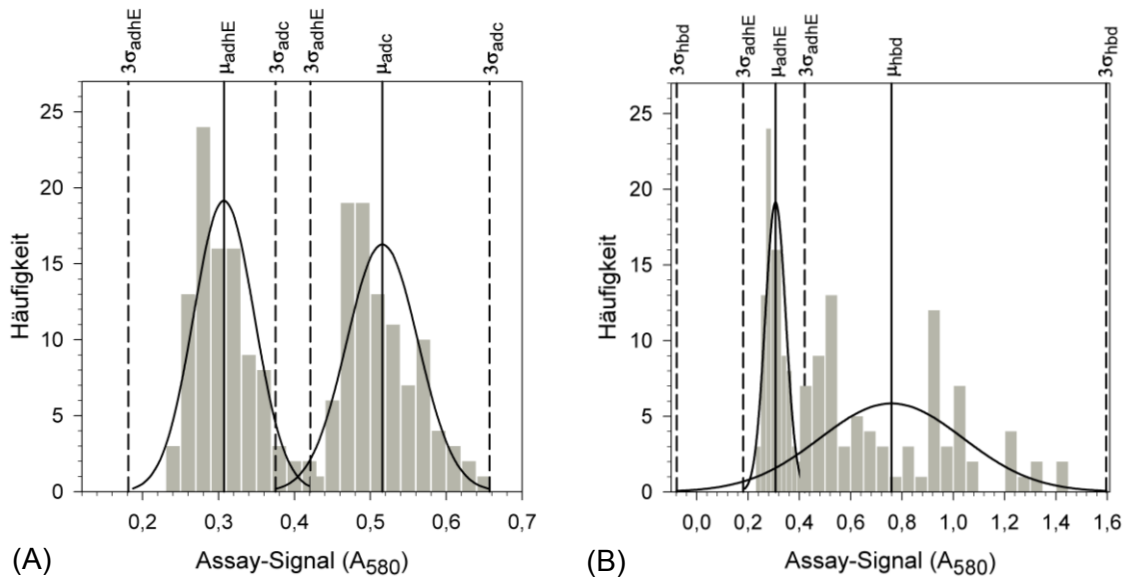 3σadhE
μadhE
3σadc
3σadhE
μadc
3σadc
25
20
15
10
5
0
Häufigkeit
0,2 0,3 0,4 0,5 0,6 0,7
Assay-Signal (A580)
(A)
3σhbd
3σadhE
μadhE
3σadhE
μhbd
3σhbd
25
20
15
10
5
0
Häufigkeit
0,0 0,2 0,4 0,6 0,8 1,0 1,2 1,4 1,6
Assay-Signal (A580)
(B)